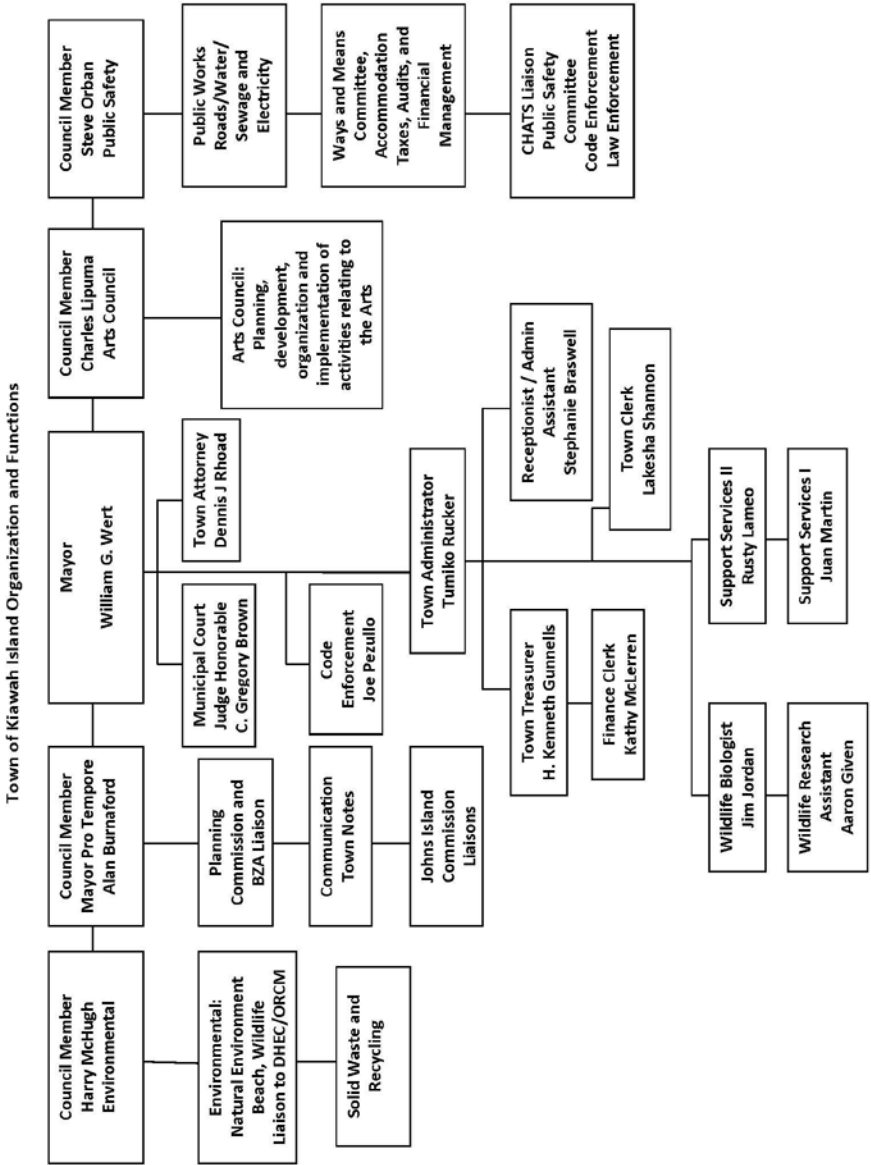 Town of Kiawah Island Organization and Functions
Council Member
Harry McHugh
Environmental
Council Member
Mayor Pro Tempore
Alan Burnaford
Mayor
William G. Wert
Council Member
Charles Lipuma
Arts Council
Council Member
Steve Orban
Public Safety
Environmental:
Natural Environment
Beach, Wildlife
Liaison to DHEC/ORCM
Solid Waste and
Recycling
Planning
Commission and
BZA Liaison
Communication
Town Notes
Johns Island
Commission
Liaisons
Municipal Court
Judge Honorable
C. Gregory Brown
Town Attorney
Dennis J Rhoad
Code
Enforcement
Joe Pezullo
Town Administrator
Tumiko Rucker
Arts Council:
Planning,
development,
organization and
implementation of
activities relating to
the Arts
Public Works
Roads/Water/
Sewage and
Electricity
Ways and Means
Committee,
Accommodation
Taxes, Audits, and
Financial
Management
CHATS Liaison
Public Safety
Committee
Code Enforcement
Law Enforcement
Town Treasurer
H. Kenneth Gunnells
Finance Clerk
Kathy McLerren
Receptionist / Admin
Assistant
Stephanie Braswell
Town Clerk
Lakesha Shannon
Wildlife Biologist
Jim Jordan
Wildlife Research
Assistant
Aaron Given
Support Services II
Rusty Lameo
Support Services I
Juan Martin